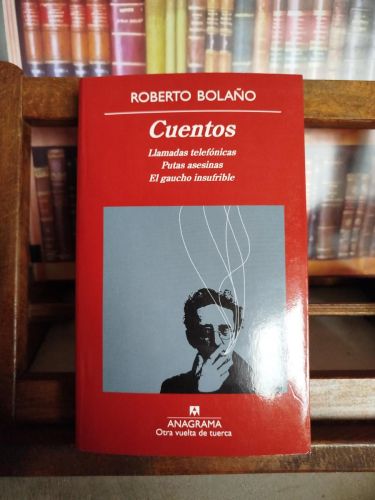 ROBERTO BOLAÑO
Cuentos
Llamadas telefónicas
Putas asesinas
El gaucho insufrible
ANAGRAMA
Otra vuelta de tuerca